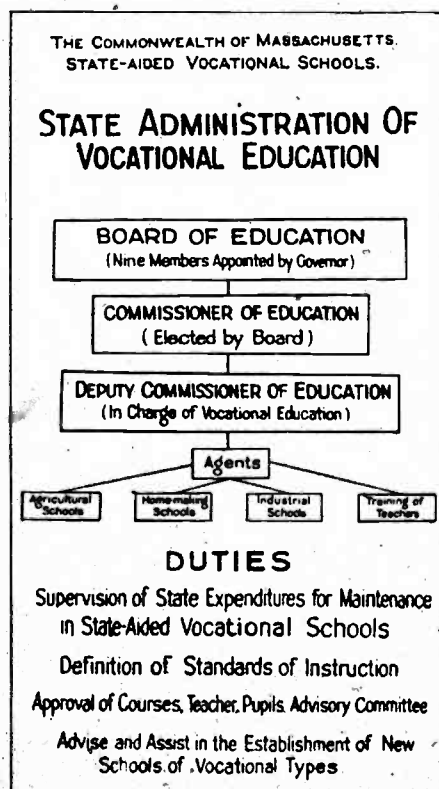 THE COMMONWEALTH OF MASSACHUSETTS.
STATE-AIDED VOCATIONAL SCHOOLS.
STATE ADMINISTRATION OF
VOCATIONAL EDUCATION
BOARD OF EDUCATION
(Nine Members Appointed by Governor)
COMMISSIONER OF EDUCATION
(Elected by Board)
DEPUTY COMMISSIONER OF EDUCATION
(In Charge of Vocational Education)
Agents
Agricultural
Schools
Home-making
Schools
Industrial
Schools
Training of
Teachers
DUTIES
Supervision of State Expenditures for Maintenance
in State-Aided Vocational Schools
Definition of Standards of Instruction
Approval of Courses, Teacher, Pupils. Advisory Committee
Advise and Assist in the Establishment of New
Schools of Vocational Types